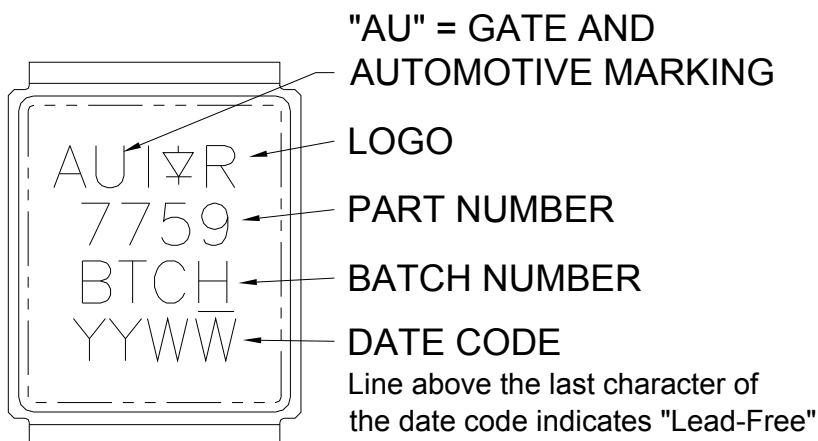 "AU" = GATE AND
AUTOMOTIVE MARKING
AUI R
LOGO
7759
PART NUMBER
BTCH
BATCH NUMBER
YYWW
DATE CODE
Line above the last character of
the date code indicates "Lead-Free"